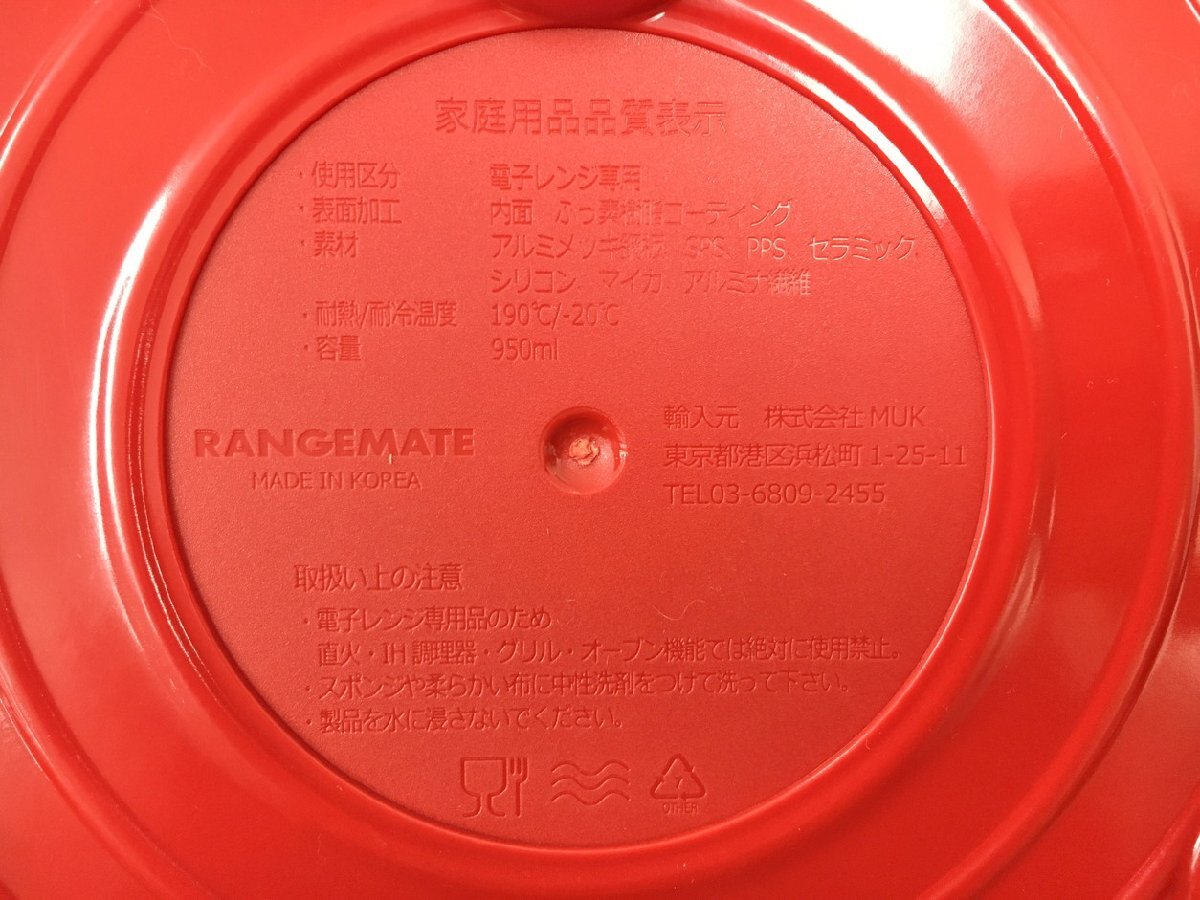 家庭用品品質表示
・使用区分 電子レンジ専用
・表面加工 内面 ふっ素樹脂コーティング
・素材 アルミメッキ鋼板、SPS、PPS、セラミック、
シリコン、マイカ、アルミナ繊維
・耐熱/耐冷温度 190℃/-20℃
・容量 950ml
RANGEMATE
MADE IN KOREA
輸入元 株式会社MUK
東京都港区浜松町 1-25-11
TEL03-6809-2455
取扱い上の注意
・電子レンジ専用品のため
直火・IH調理器・グリル・オーブン機能では絶対に使用禁止。
・スポンジや柔らかい布に中性洗剤をつけて洗って下さい。
・製品を水に浸さないでください。
7
OTHER